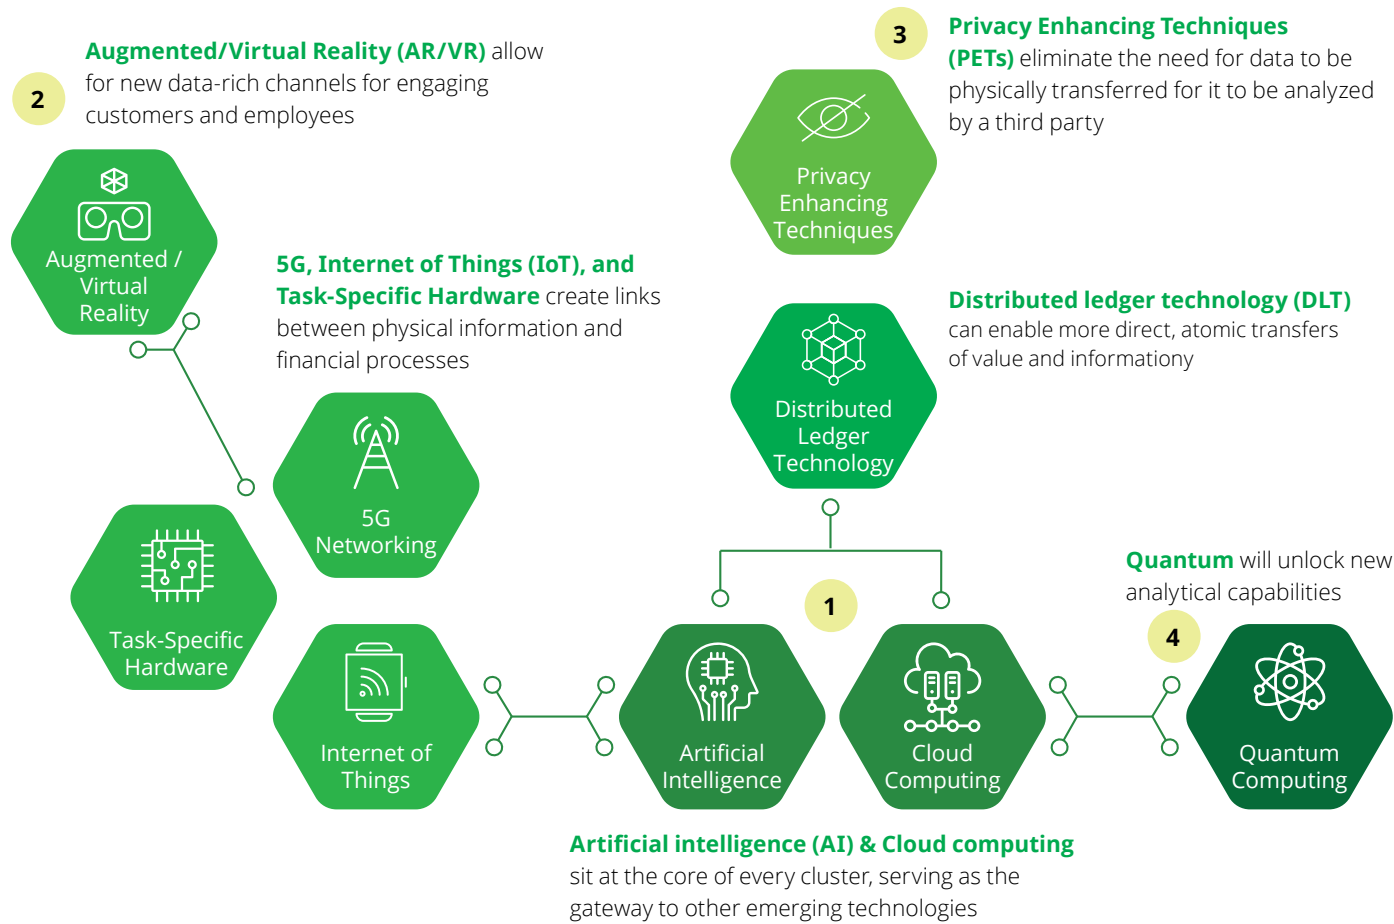 2
Augmented/Virtual Reality (AR/VR) allow
for new data-rich channels for engaging
customers and employees
Augmented /
Virtual
Reality
5G, Internet of Things (IoT), and
Task-Specific Hardware create links
between physical information and
financial processes
5G
Networking
Task-Specific
Hardware
Internet of
Things
3
Privacy Enhancing Techniques
(PETs) eliminate the need for data to be
physically transferred for it to be analyzed
by a third party
Privacy
Enhancing
Techniques
Distributed ledger technology (DLT)
can enable more direct, atomic transfers
of value and informationy
Distributed
Ledger
Technology
1
Artificial
Intelligence
Cloud
Computing
Quantum will unlock new
analytical capabilities
4
Quantum
Computing
Artificial intelligence (AI) & Cloud computing
sit at the core of every cluster, serving as the
gateway to other emerging technologies